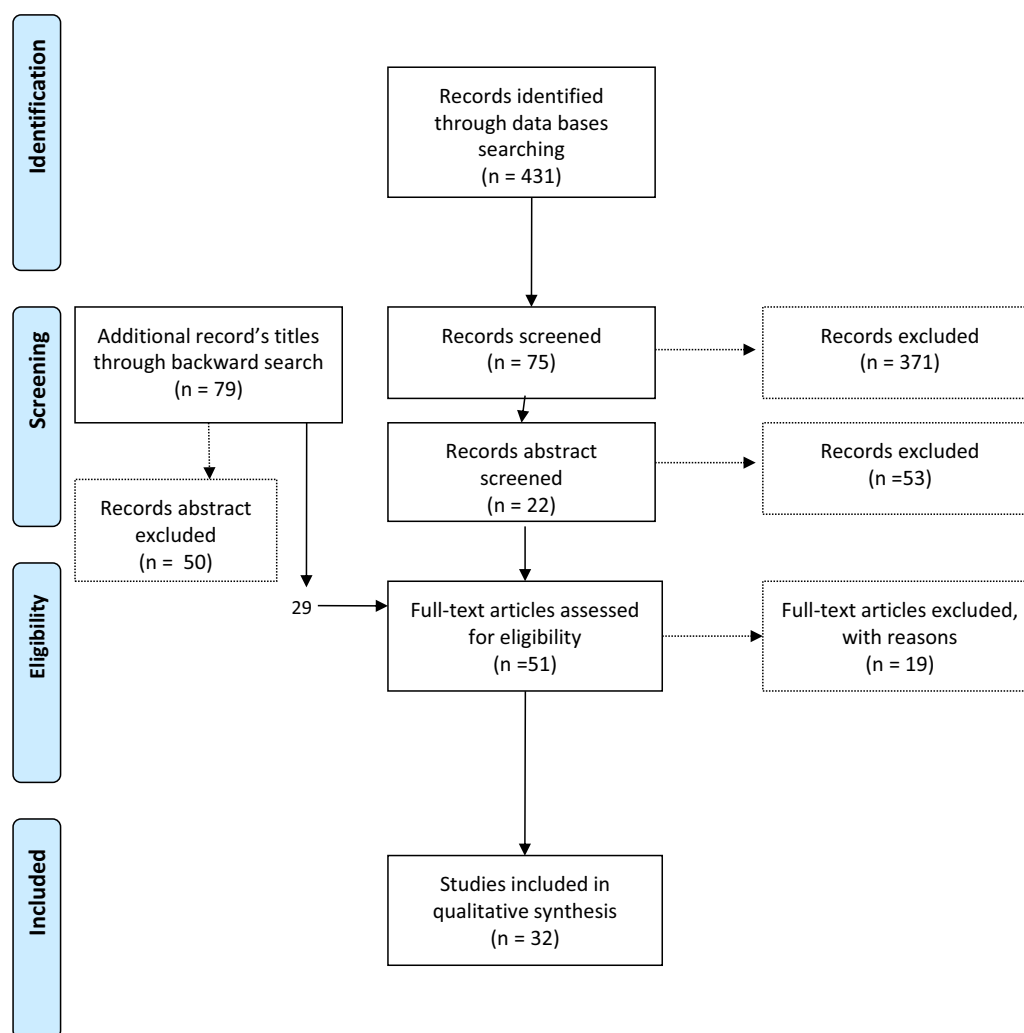 Identification
Records identified
through data bases
searching
(n = 431)
Screening
Additional record's titles
through backward search
(n = 79)
Records screened
(n = 75)
Records excluded
(n = 371)
Records abstract
excluded
(n =  50)
Records abstract
screened
(n = 22)
Records excluded
(n =53)
Eligibility
29
Full-text articles assessed
for eligibility
(n =51)
Full-text articles excluded,
with reasons
(n = 19)
Included
Studies included in
qualitative synthesis
(n = 32)